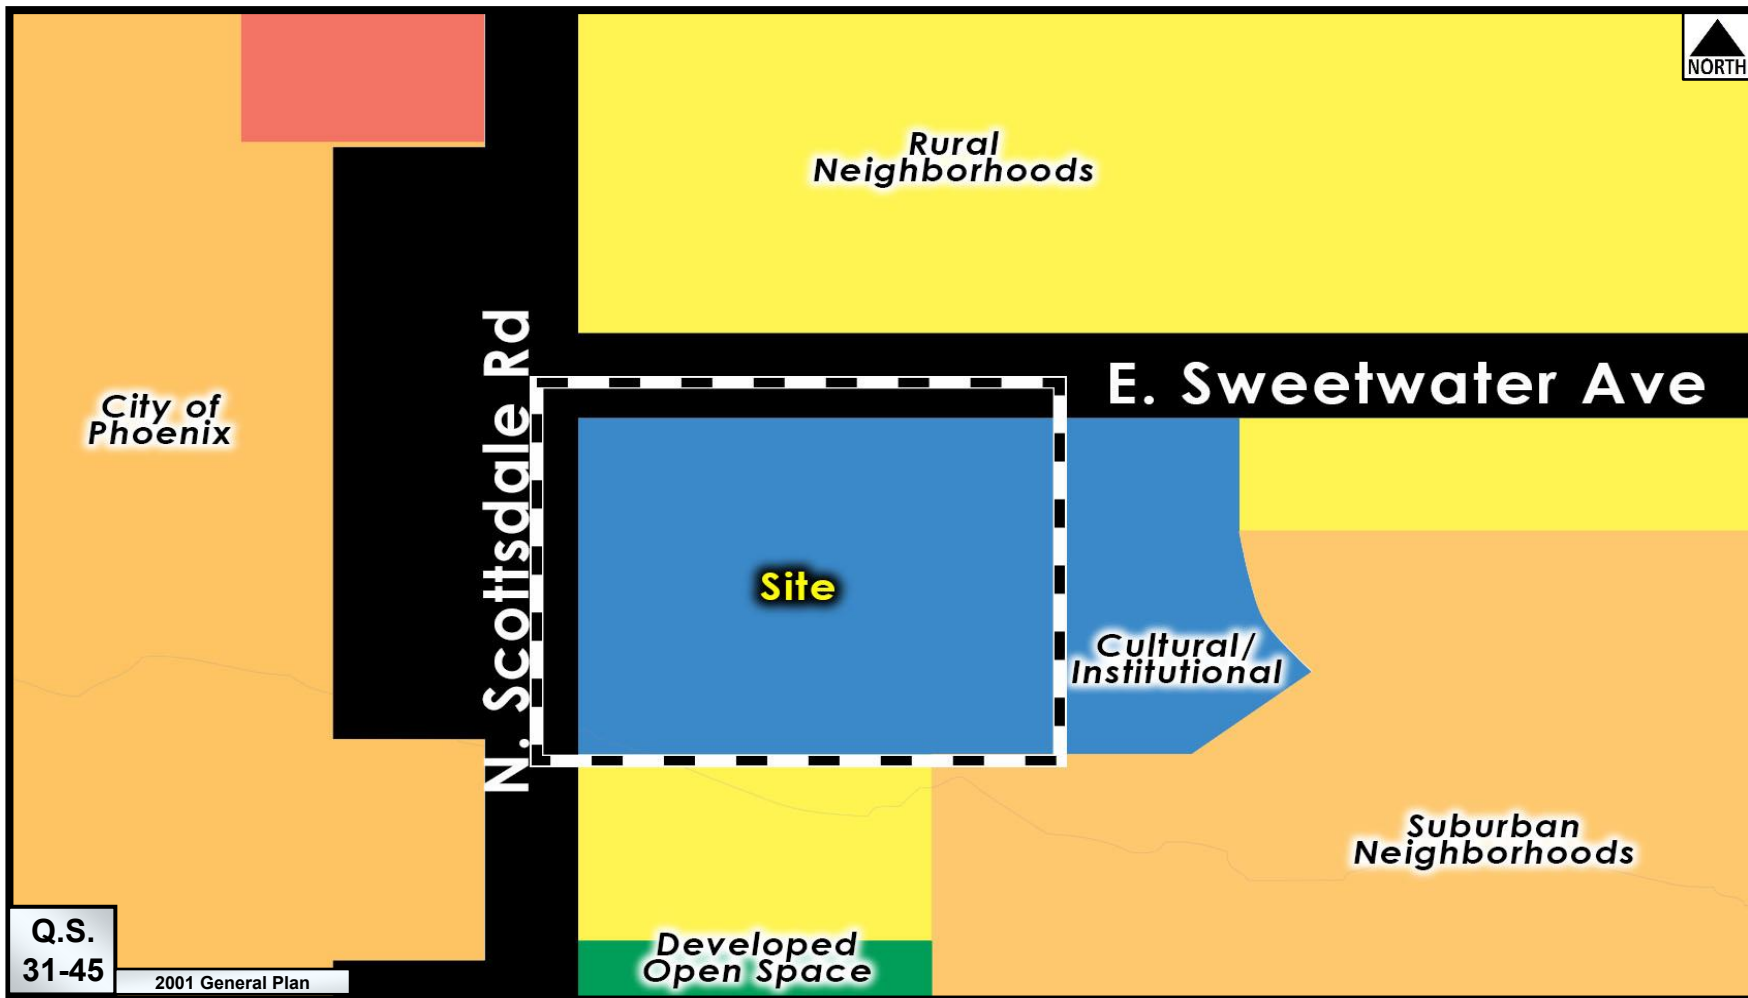 NORTH
Rural
Neighborhoods
N. Scottsdale Rd
E. Sweetwater Ave
City of
Phoenix
Site
Cultural/
Institutional
Suburban
Neighborhoods
Developed
Open Space
Q.S.
31-45
2001 General Plan